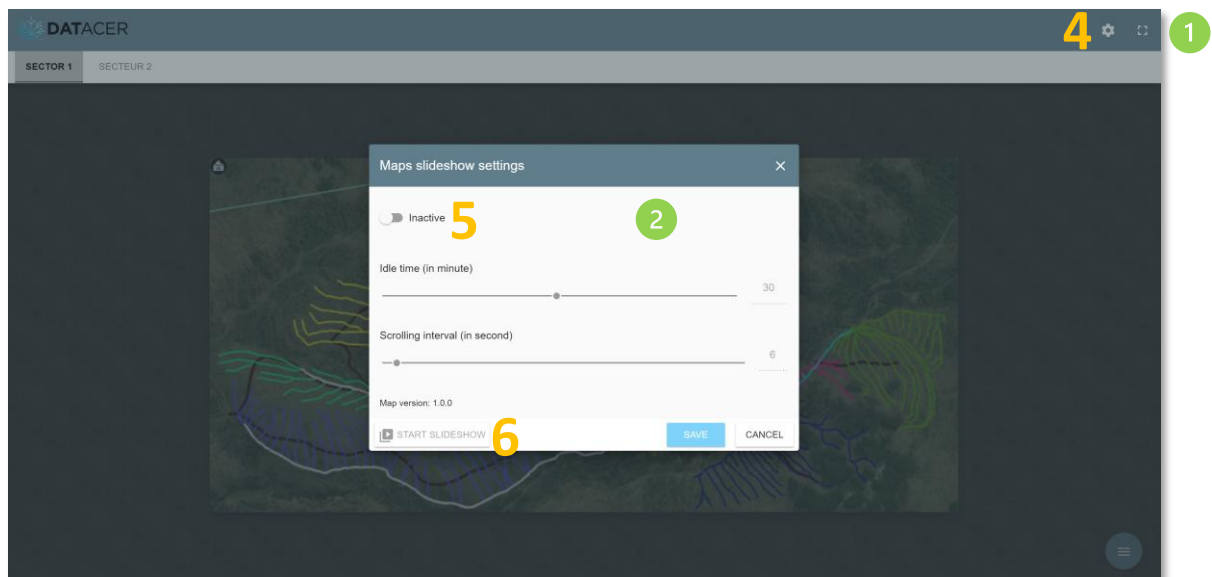 DATACER
4
1
SECTOR 1 SECTEUR 2
Maps slideshow settings
Inactive
5
2
Idle time (in minute)
30
Scrolling interval (in second)
6
Map version: 1.0.0
START SLIDESHOW
6
SAVE CANCEL